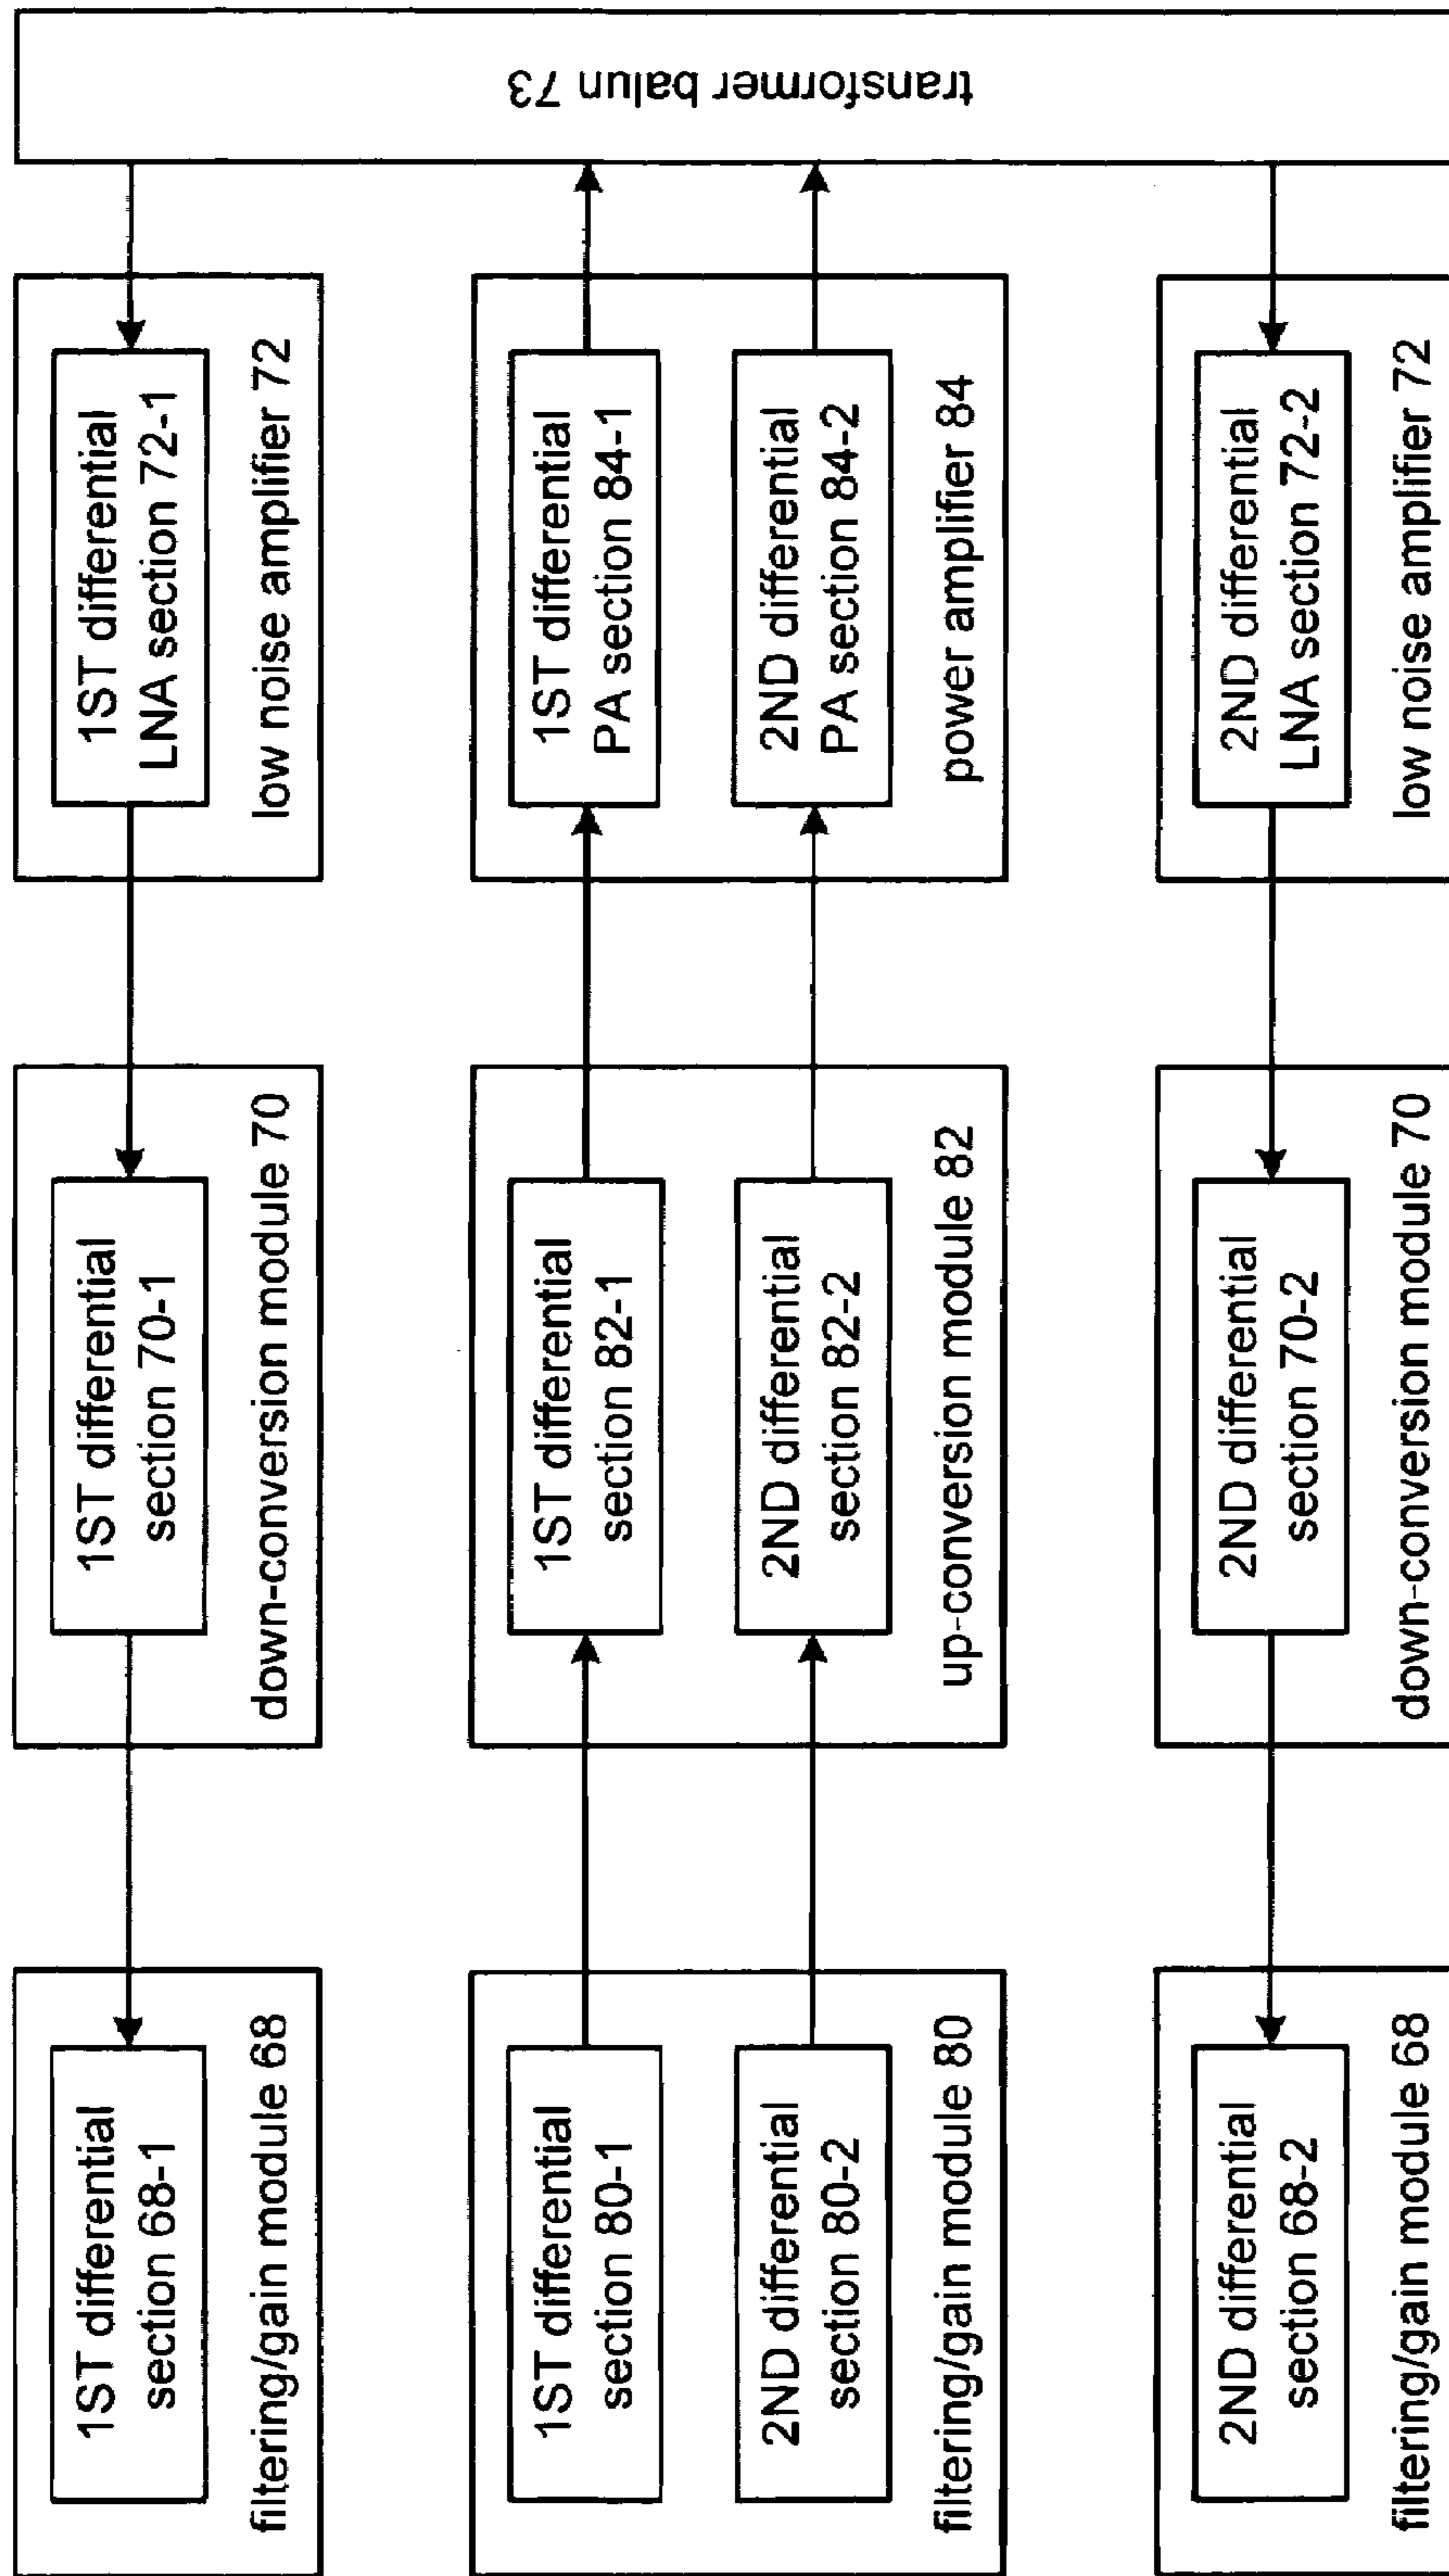 1ST differential
section 68-1
filtering/gain module 68
1ST differential
section 70-1
down-conversion module 70
1ST differential
LNA section 72-1
low noise amplifier 72
1ST differential
section 80-1
2ND differential
section 80-2
filtering/gain module 80
1ST differential
section 82-1
2ND differential
section 82-2
up-conversion module 82
1ST differential
PA section 84-1
2ND differential
PA section 84-2
power amplifier 84
2ND differential
section 68-2
filtering/gain module 68
2ND differential
section 70-2
down-conversion module 70
2ND differential
LNA section 72-2
low noise amplifier 72
transformer balun 73